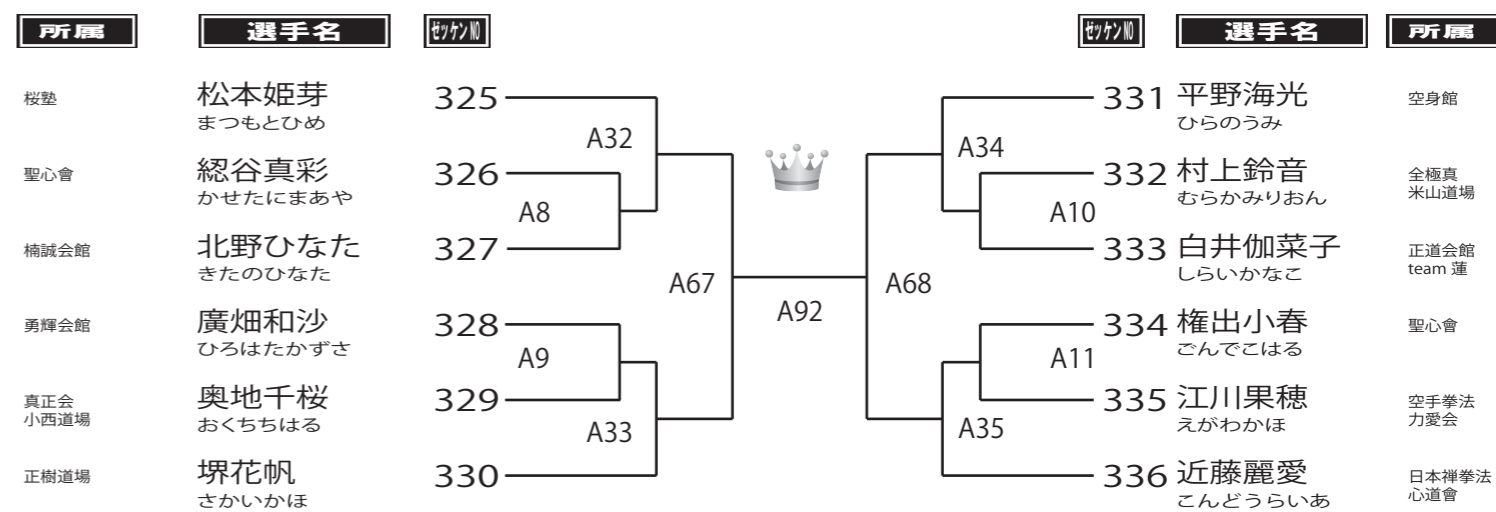 所属 選手名 ゼッケンNO ゼッケンNO 選手名 所属
桜塾 松本姫芽 325 331 平野海光 空身館
まつもとひめ ひらのうみ
A32 A34
聖心會 綛谷真彩 326 332 村上鈴音 全極真
かせたにまあや むらかみりおん 米山道場
A8 A10
楠誠会館 北野ひなた 327 333 白井伽菜子 正道会館
きたのひなた しらいかなこ team 蓮
A67 A92 A68
勇輝会館 廣畑和沙 328 334 権出小春 聖心會
ひろはたかずさ ごんでこはる
A9 A11
真正会 奥地千桜 329 335 江川果穂 空手拳法
小西道場 おくちちはる えがわかほ 力愛会
A33 A35
正樹道場 堺花帆 330 336 近藤麗愛 日本禅拳法
さかいかほ こんどうらいあ 心道會